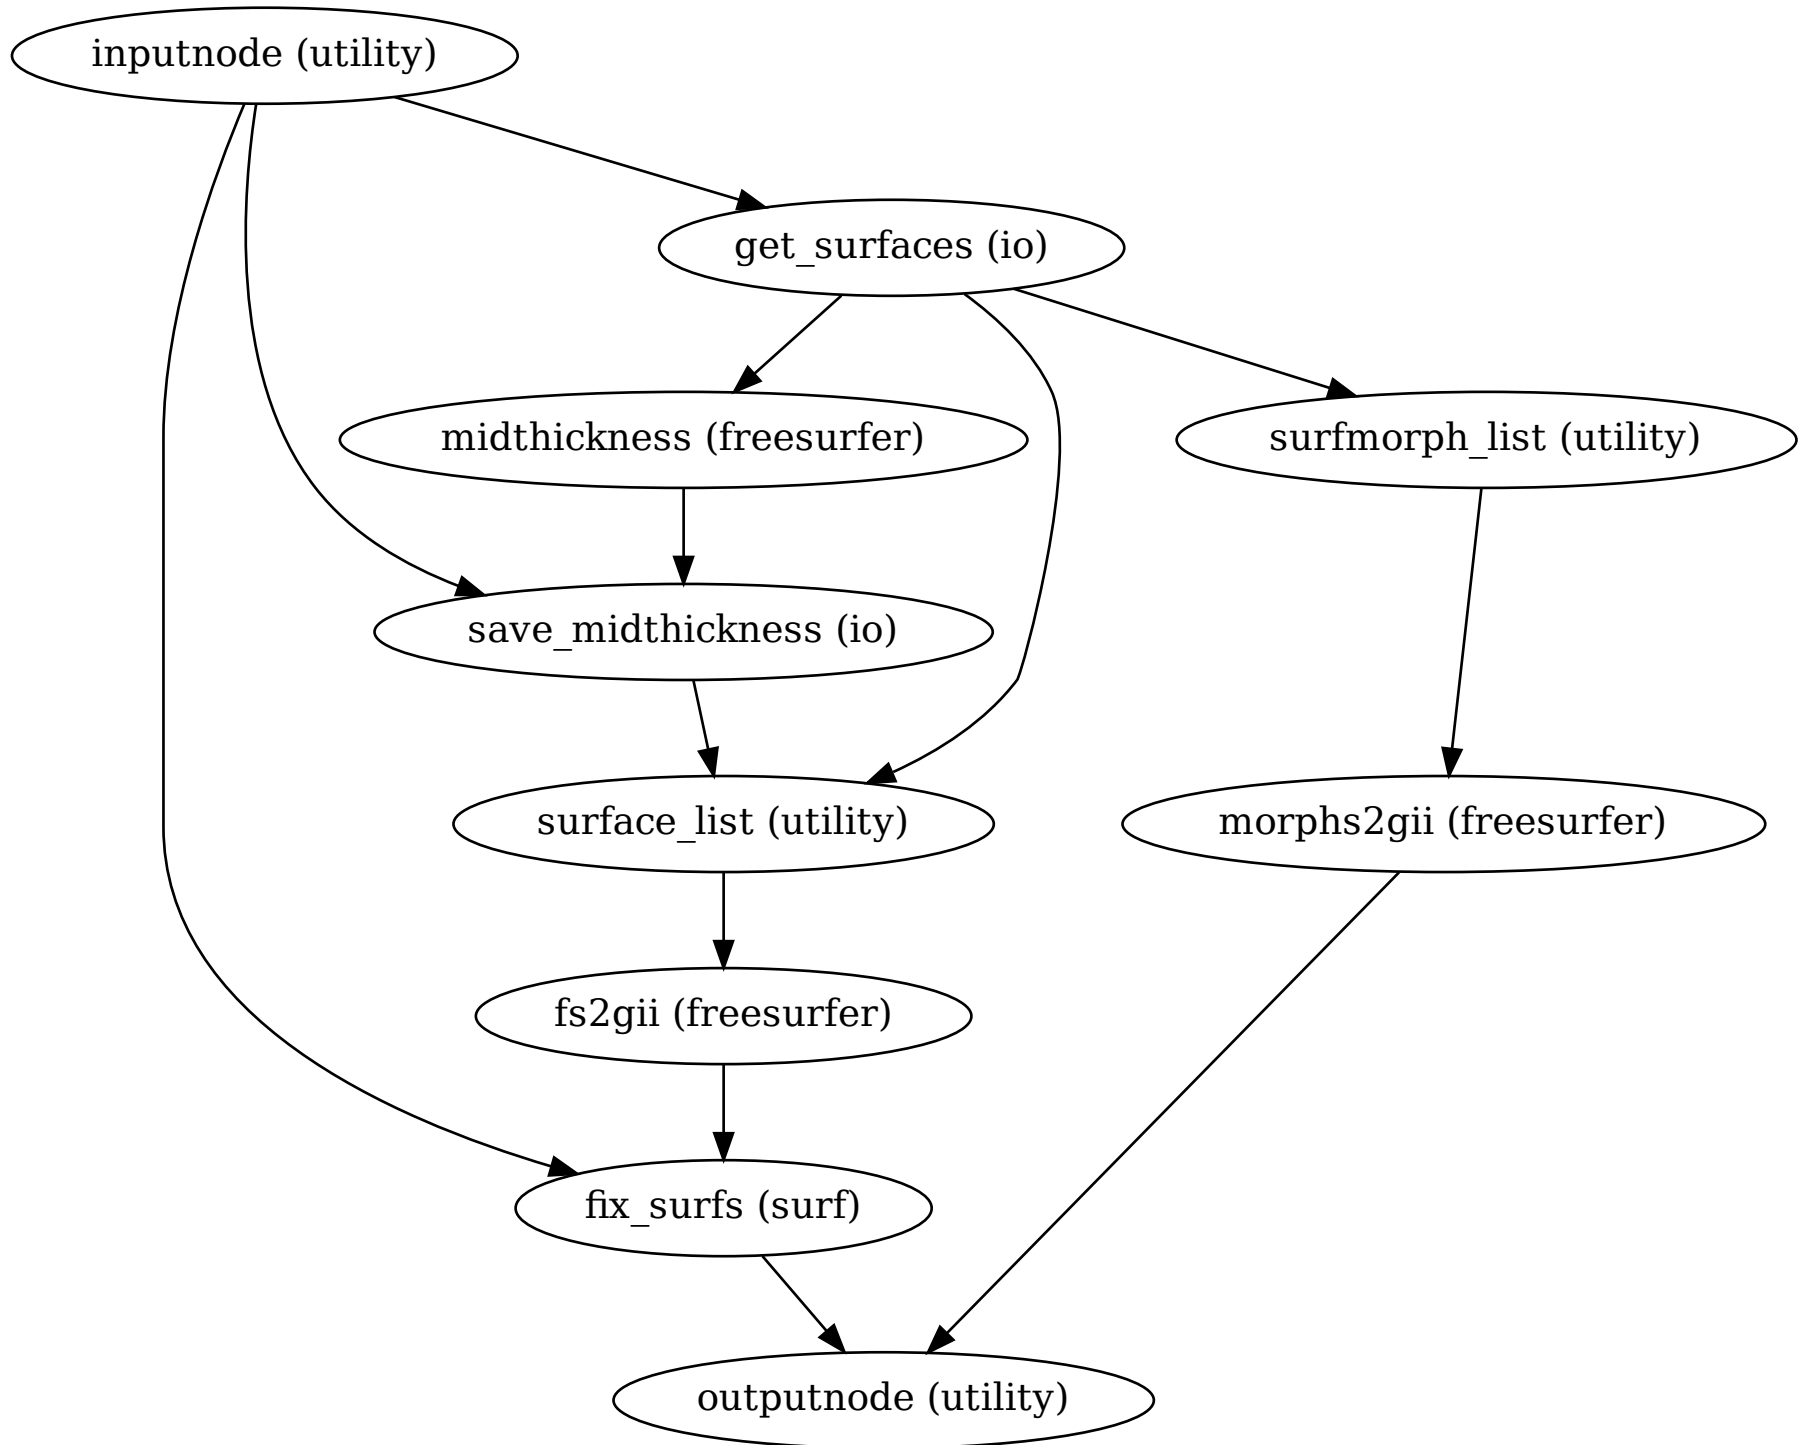 inputnode (utility)
get_surfaces (io)
midthickness (freesurfer)
surfmorph_list (utility)
save_midthickness (io)
surface_list (utility)
morphs2gii (freesurfer)
fs2gii (freesurfer)
fix_surfs (surf)
outputnode (utility)